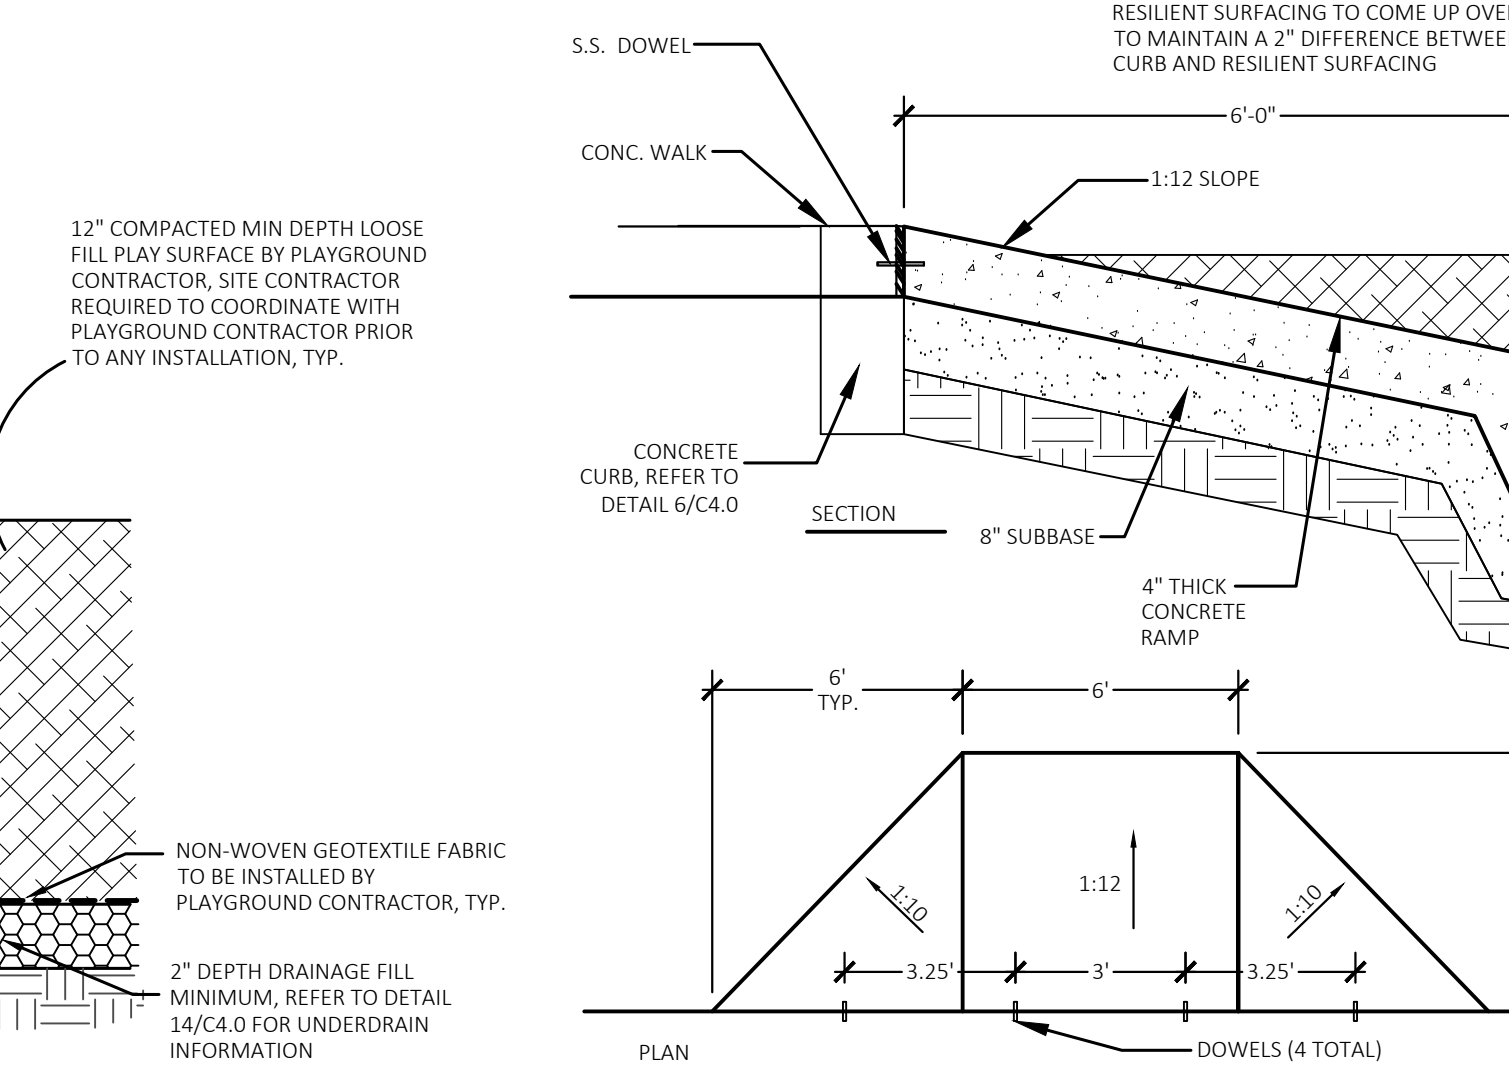 RESILIENT SURFACING TO COME UP OVER
TO MAINTAIN A 2" DIFFERENCE BETWEE
CURB AND RESILIENT SURFACING
S.S. DOWEL
6'-0"
CONC. WALK
1:12 SLOPE
12" COMPACTED MIN DEPTH LOOSE
FILL PLAY SURFACE BY PLAYGROUND
CONTRACTOR, SITE CONTRACTOR
REQUIRED TO COORDINATE WITH
PLAYGROUND CONTRACTOR PRIOR
TO ANY INSTALLATION, TYP.
CONCRETE
CURB, REFER TO
DETAIL 6/C4.0
SECTION
8" SUBBASE
4" THICK
CONCRETE
RAMP
6'
TYP.
6'
NON-WOVEN GEOTEXTILE FABRIC
TO BE INSTALLED BY
PLAYGROUND CONTRACTOR, TYP.
1:10
1:12
1:10
3.25'
3'
3.25'
2" DEPTH DRAINAGE FILL
MINIMUM, REFER TO DETAIL
14/C4.0 FOR UNDERDRAIN
INFORMATION
PLAN
DOWELS (4 TOTAL)